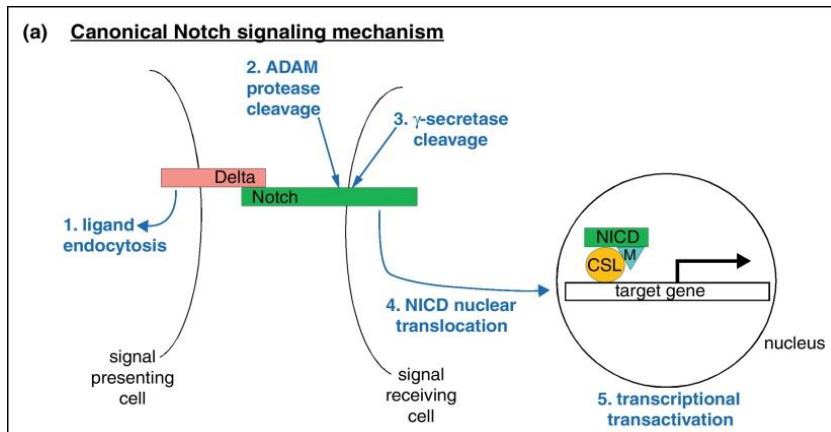 (a) Canonical Notch signaling mechanism
2. ADAM
protease
cleavage
3. γ-secretase
cleavage
Delta
Notch
1. ligand
endocytosis
NICD
M
CSL
target gene
4. NICD nuclear
translocation
nucleus
signal
presenting
cell
signal
receiving
cell
5. transcriptional
transactivation